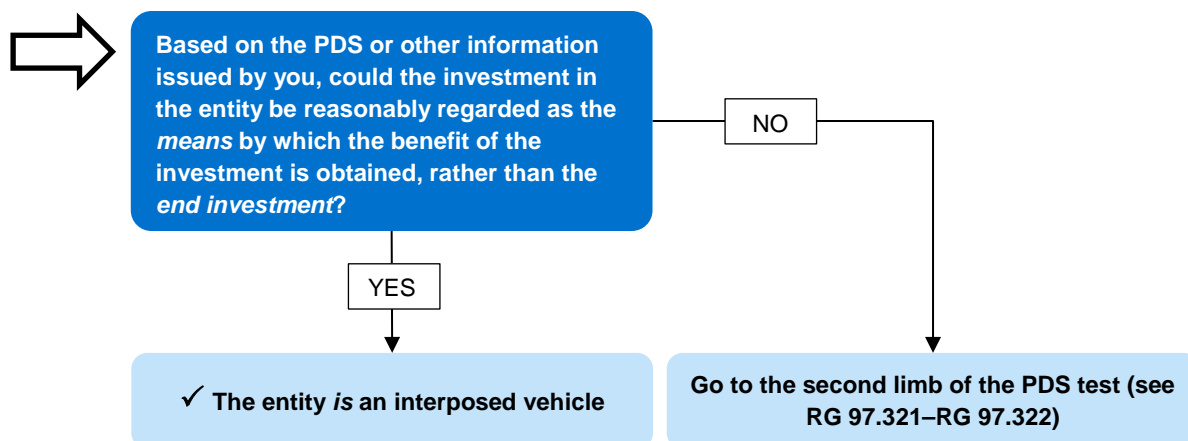 Based on the PDS or other information
issued by you, could the investment in
the entity be reasonably regarded as the
means by which the benefit of the
investment is obtained, rather than the
end investment?
NO
YES
✓ The entity is an interposed vehicle
Go to the second limb of the PDS test (see
RG 97.321–RG 97.322)